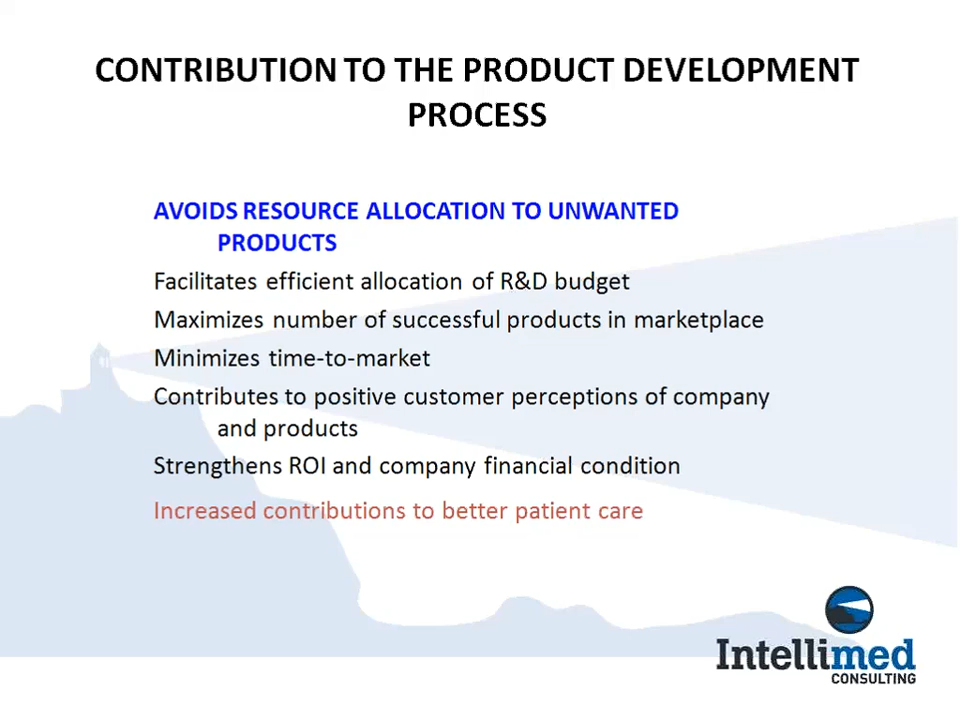 CONTRIBUTION TO THE PRODUCT DEVELOPMENT
PROCESS
AVOIDS RESOURCE ALLOCATION TO UNWANTED
PRODUCTS
Facilitates efficient allocation of R&D budget
Maximizes number of successful products in marketplace
Minimizes time-to-market
Contributes to positive customer perceptions of company
and products
Strengthens ROI and company financial condition
Increased contributions to better patient care
Intellimed
CONSULTING